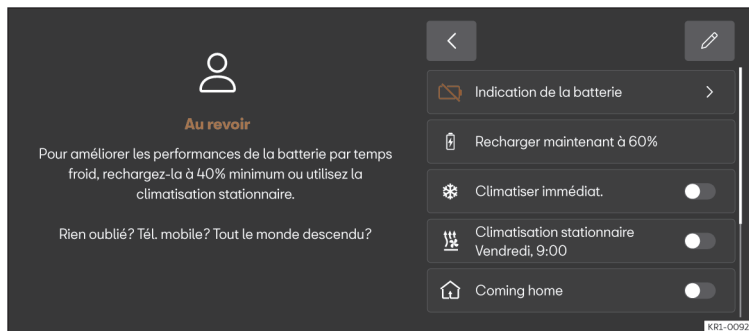 Au revoir
Pour améliorer les performances de la batterie par temps
froid, rechargez-la à 40% minimum ou utilisez la
climatisation stationnaire.
Rien oublié? Tél. mobile? Tout le monde descendu?
Indication de la batterie
Recharger maintenant à 60%
Climatiser immédiat.
Climatisation stationnaire
Vendredi, 9:00
Coming home
KR1-0092